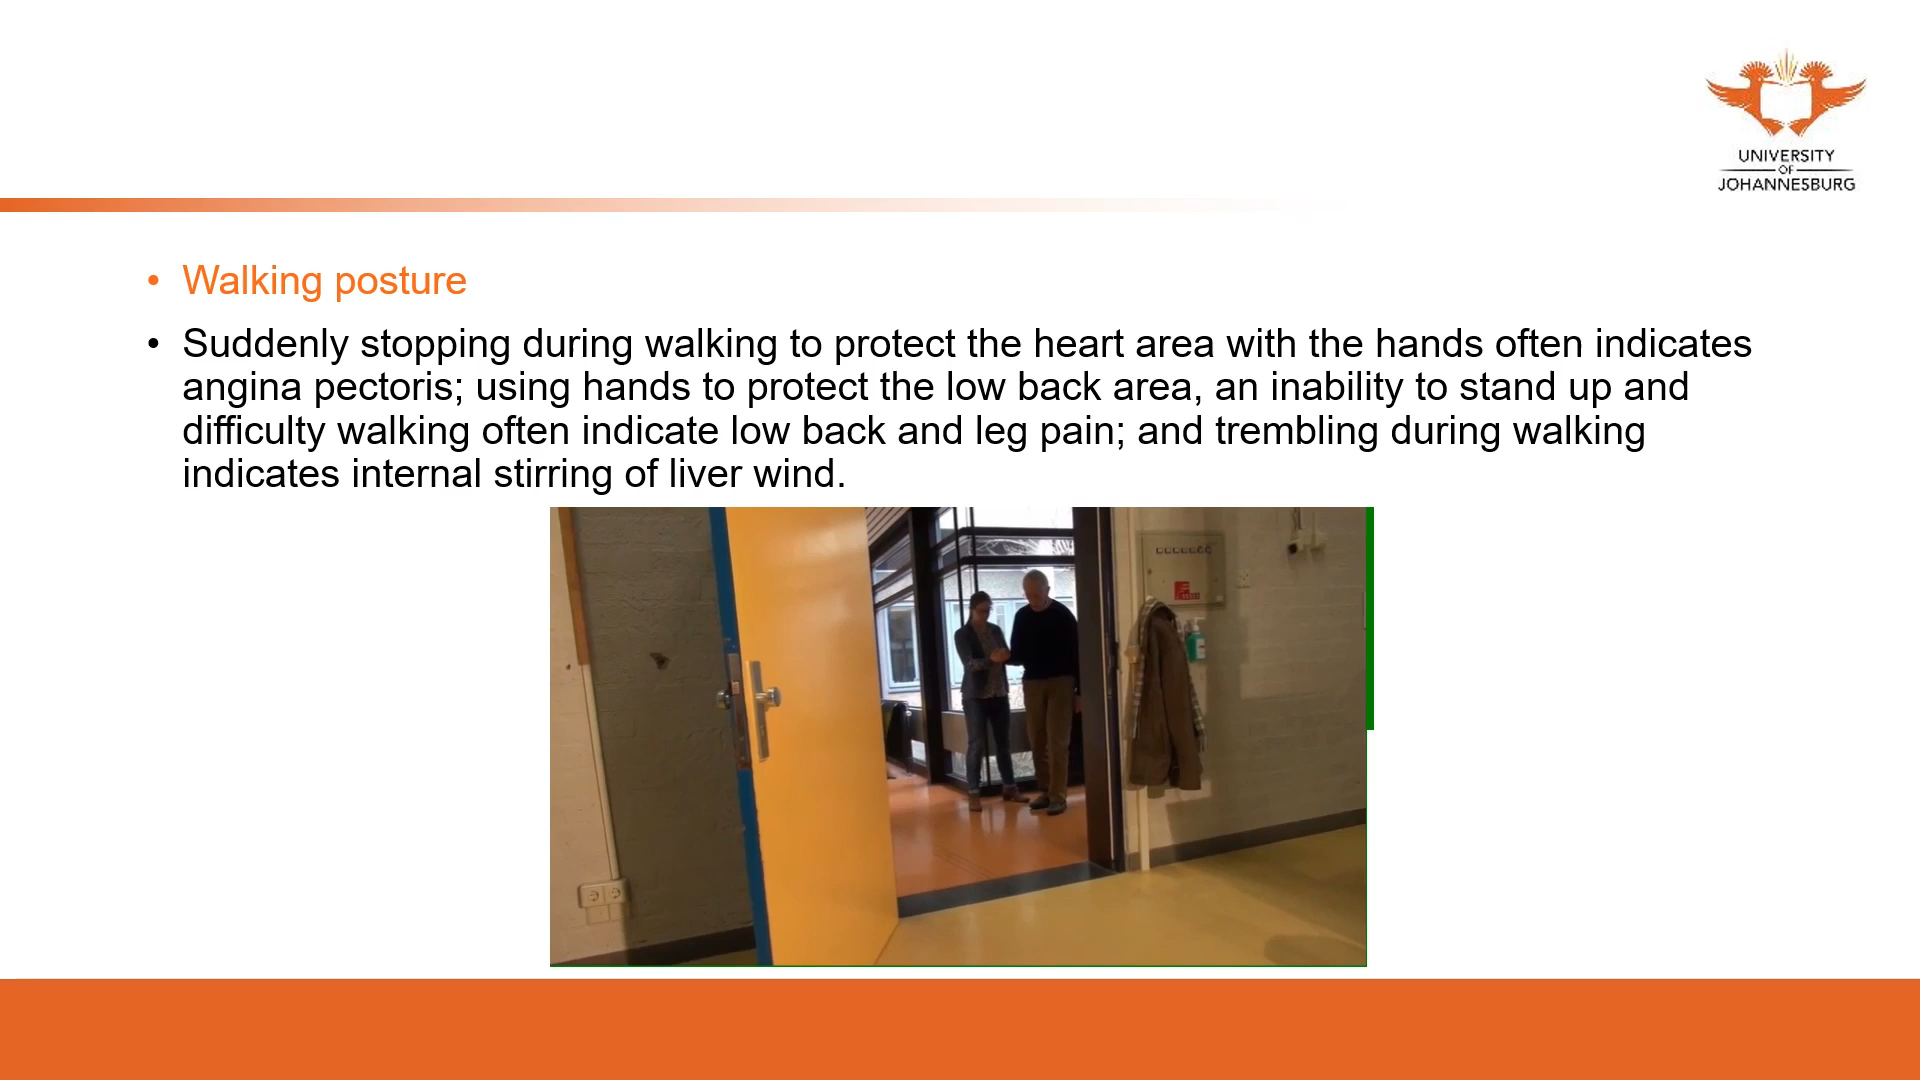 UNIVERSITY
OF
JOHANNESBURG
• Walking posture
• Suddenly stopping during walking to protect the heart area with the hands often indicates
angina pectoris; using hands to protect the low back area, an inability to stand up and
difficulty walking often indicate low back and leg pain; and trembling during walking
indicates internal stirring of liver wind.